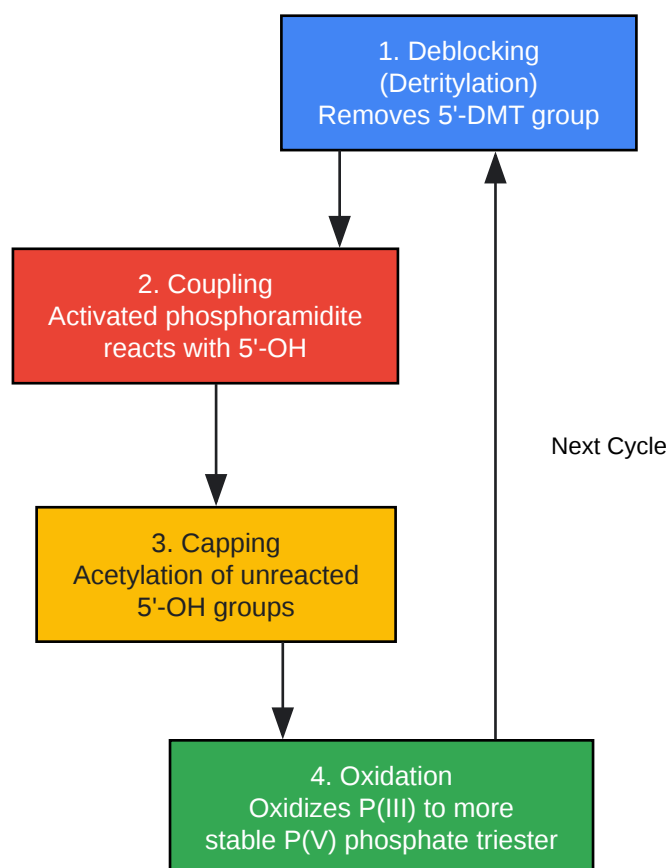 1. Deblocking
(Detritylation)
Removes 5'-DMT group
2. Coupling
Activated phosphoramidite
reacts with 5'-OH
Next Cycle
3. Capping
Acetylation of unreacted
5'-OH groups
4. Oxidation
Oxidizes P(III) to more
stable P(V) phosphate triester